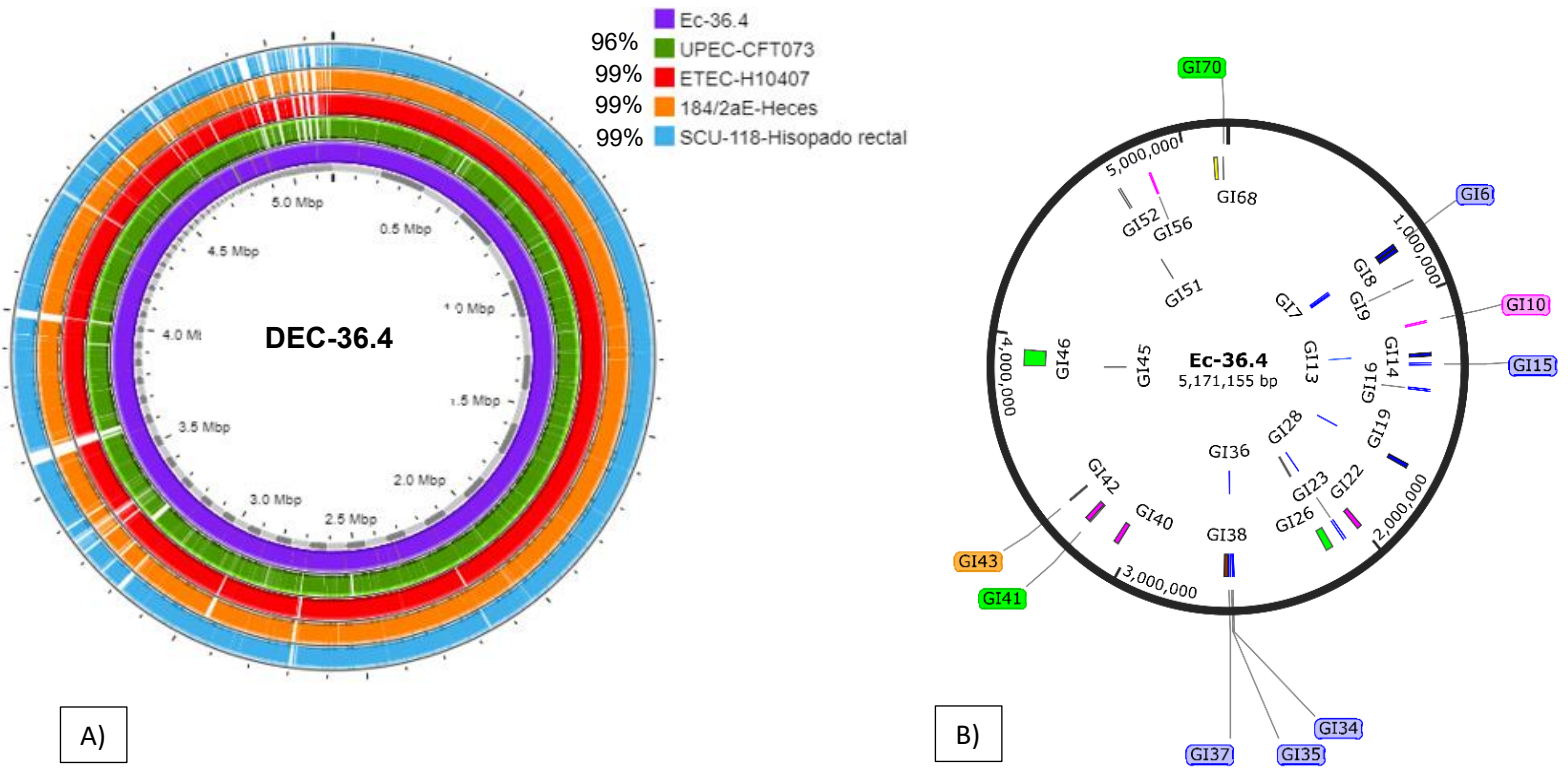 Ec-36.4
96% UPEC-CFT073
99% ETEC-H10407
99% 184/2aE-Heces
99% SCU-118-Hisopado rectal
5.0 Mbp
0.5 Mbp
4.5 Mbp
1 0 Mbp
4.0 M
DEC-36.4
1.5 Mbp
3.5 Mbp
2.0 Mbp
3.0 Mbp
2.5 Mbp
A)
GI70
5,000,000
GI68
GI52
GI56
GI6
1,000,000
GI8
GI51
GI7
GI9
GI10
4,000,000
GI46
GI45
Ec-36.4
5,171,155 bp
GI13
GI14
GI15
GI16
GI28
GI19
GI36
GI42
GI23
GI22
2,000,000
GI40
GI26
GI38
GI43
3,000,000
GI41
GI34
GI37
GI35
B)